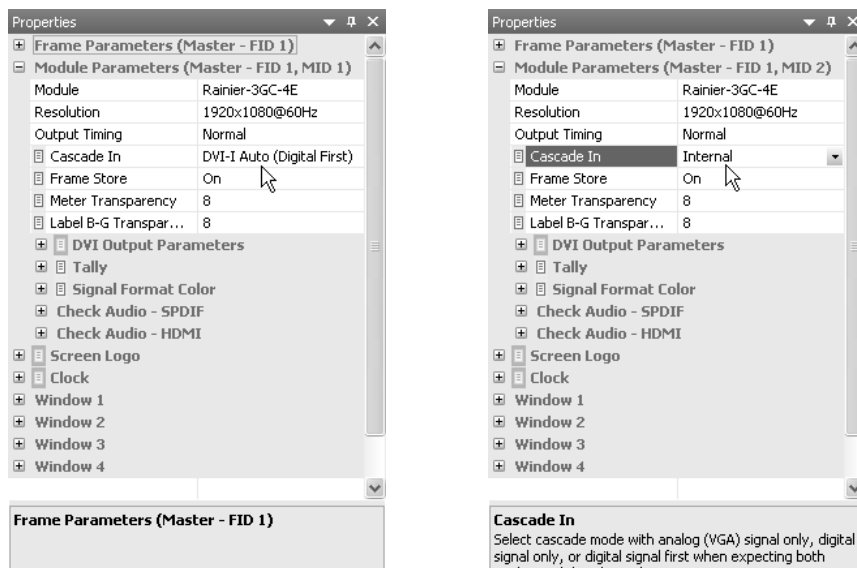 Properties
Frame Parameters (Master - FID 1)
Module Parameters (Master - FID 1, MID 1)
Module Rainier-3GC-4E
Resolution 1920x1080@60Hz
Output Timing Normal
Cascade In DVI-I Auto (Digital First)
Frame Store On
Meter Transparency 8
Label B-G Transpar... 8
DVI Output Parameters
Tally
Signal Format Color
Check Audio - SPDIF
Check Audio - HDMI
Screen Logo
Clock
Window 1
Window 2
Window 3
Window 4
Frame Parameters (Master - FID 1)
Properties
Frame Parameters (Master - FID 1)
Module Parameters (Master - FID 1, MID 2)
Module Rainier-3GC-4E
Resolution 1920x1080@60Hz
Output Timing Normal
Cascade In Internal
Frame Store On
Meter Transparency 8
Label B-G Transpar... 8
DVI Output Parameters
Tally
Signal Format Color
Check Audio - SPDIF
Check Audio - HDMI
Screen Logo
Clock
Window 1
Window 2
Window 3
Window 4
Cascade In
Select cascade mode with analog (VGA) signal only, digital
signal only, or digital signal first when expecting both